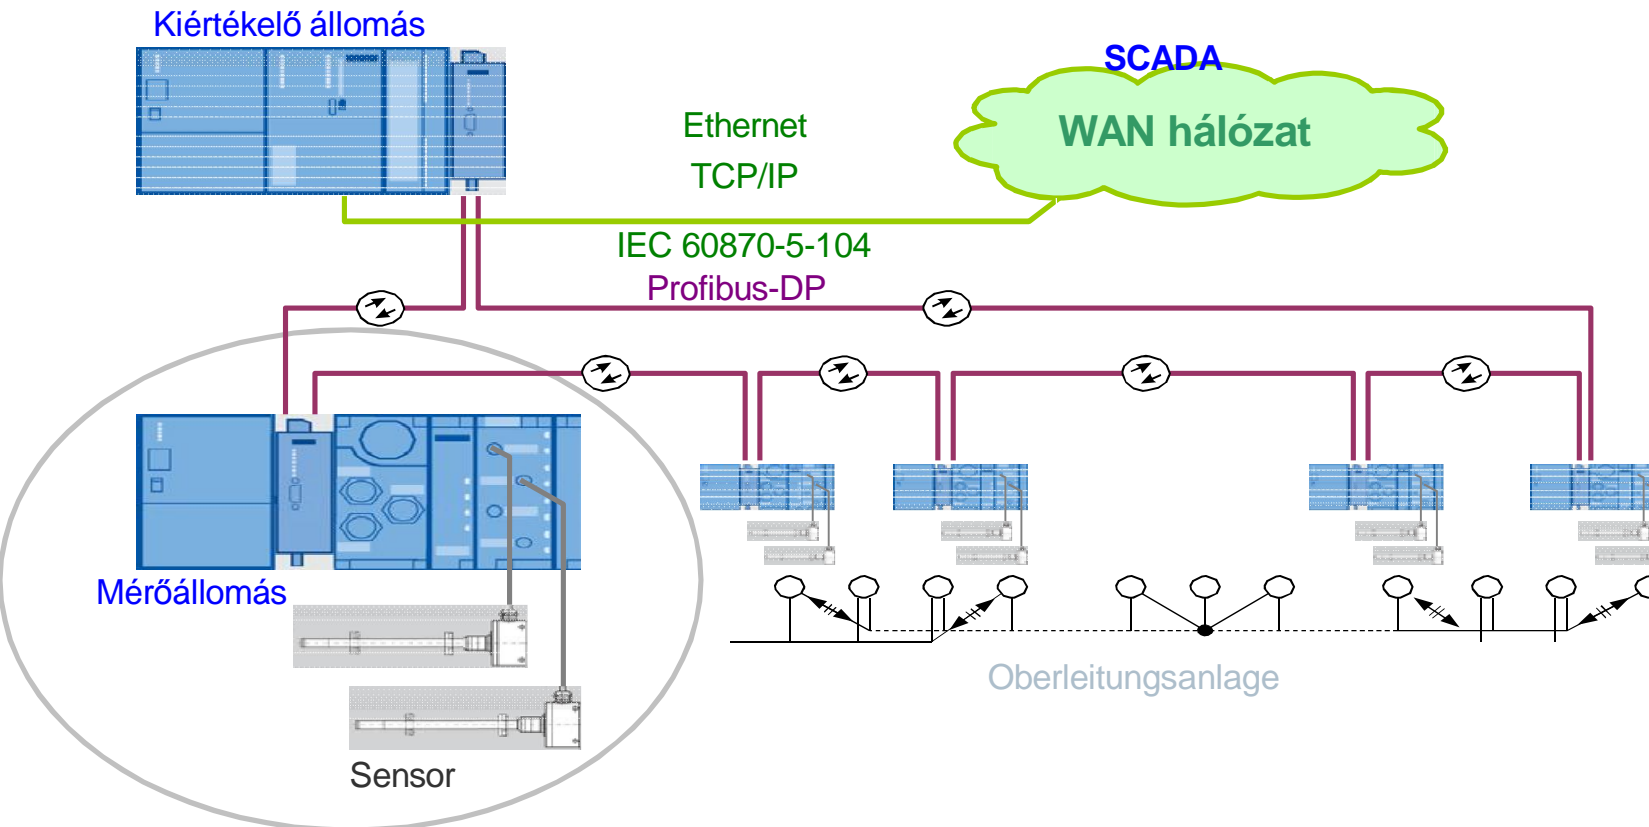 Kiértékelő állomás
SCADA
WAN hálózat
Ethernet
TCP/IP
IEC 60870-5-104
Profibus-DP
Mérőállomás
Oberleitungsanlage
Sensor